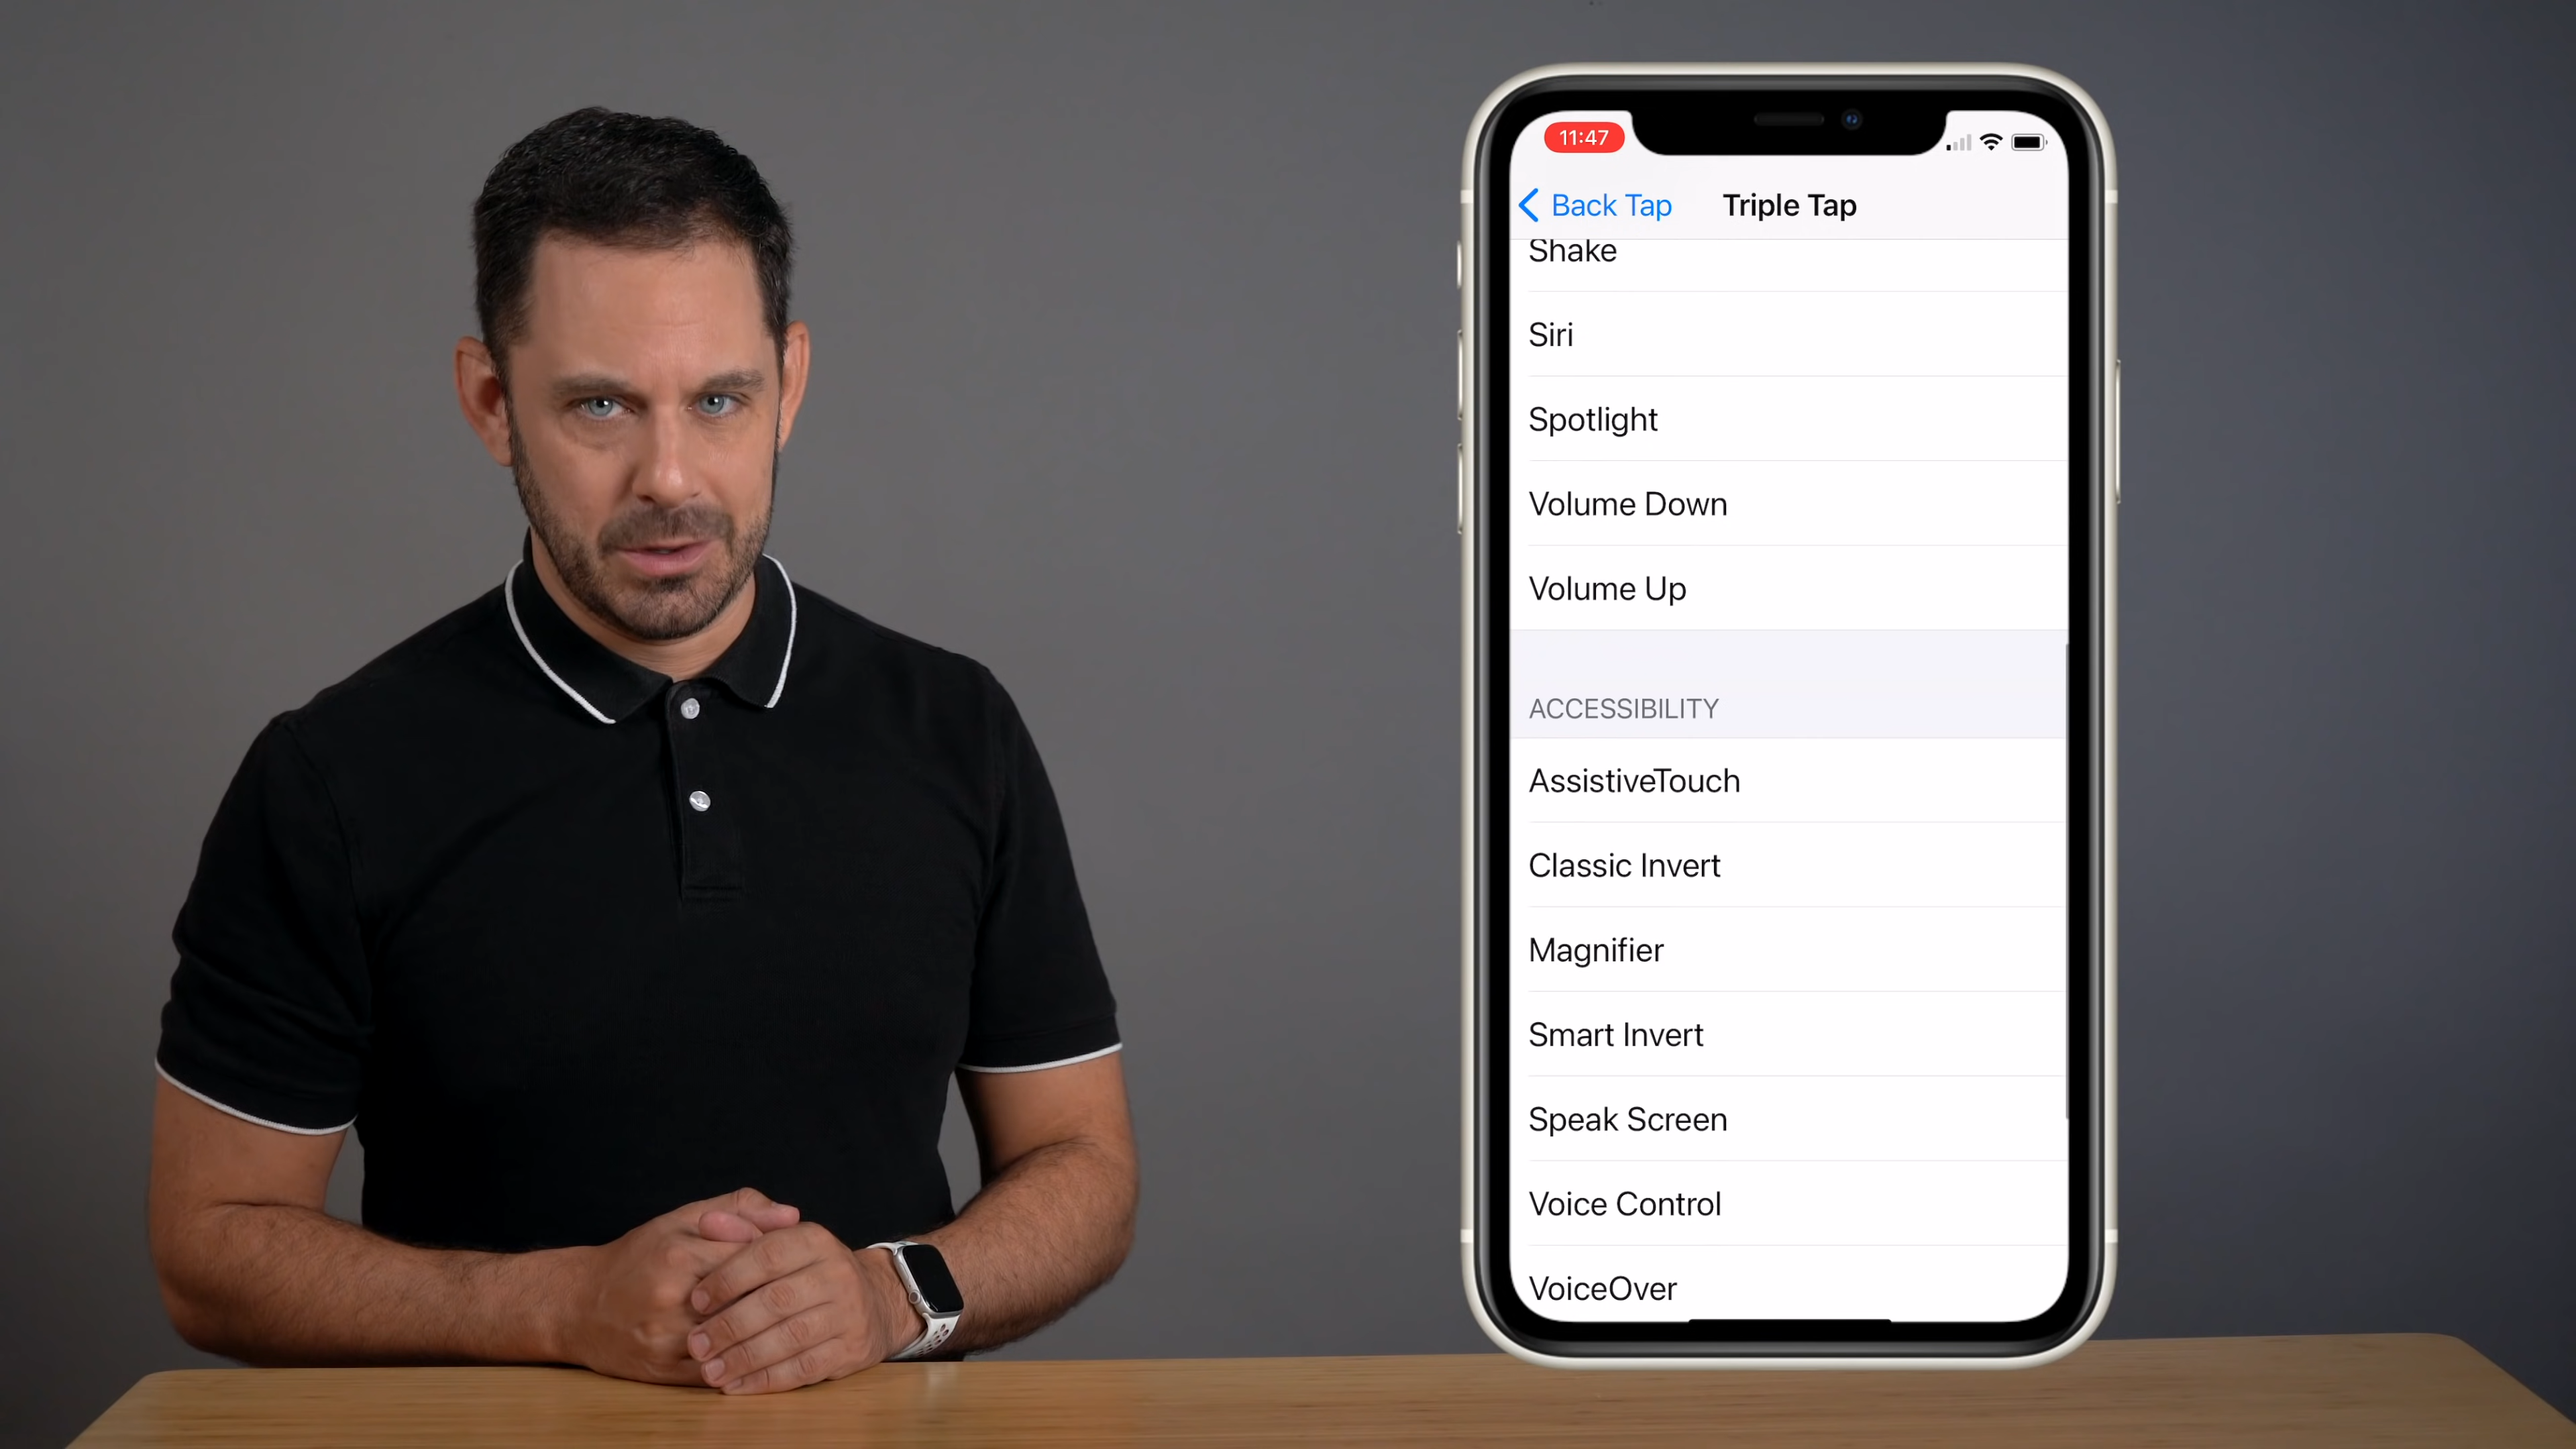 11:47
Back Tap
Triple Tap
Shake
Siri
Spotlight
Volume Down
Volume Up
ACCESSIBILITY
AssistiveTouch
Classic Invert
Magnifier
Smart Invert
Speak Screen
Voice Control
VoiceOver